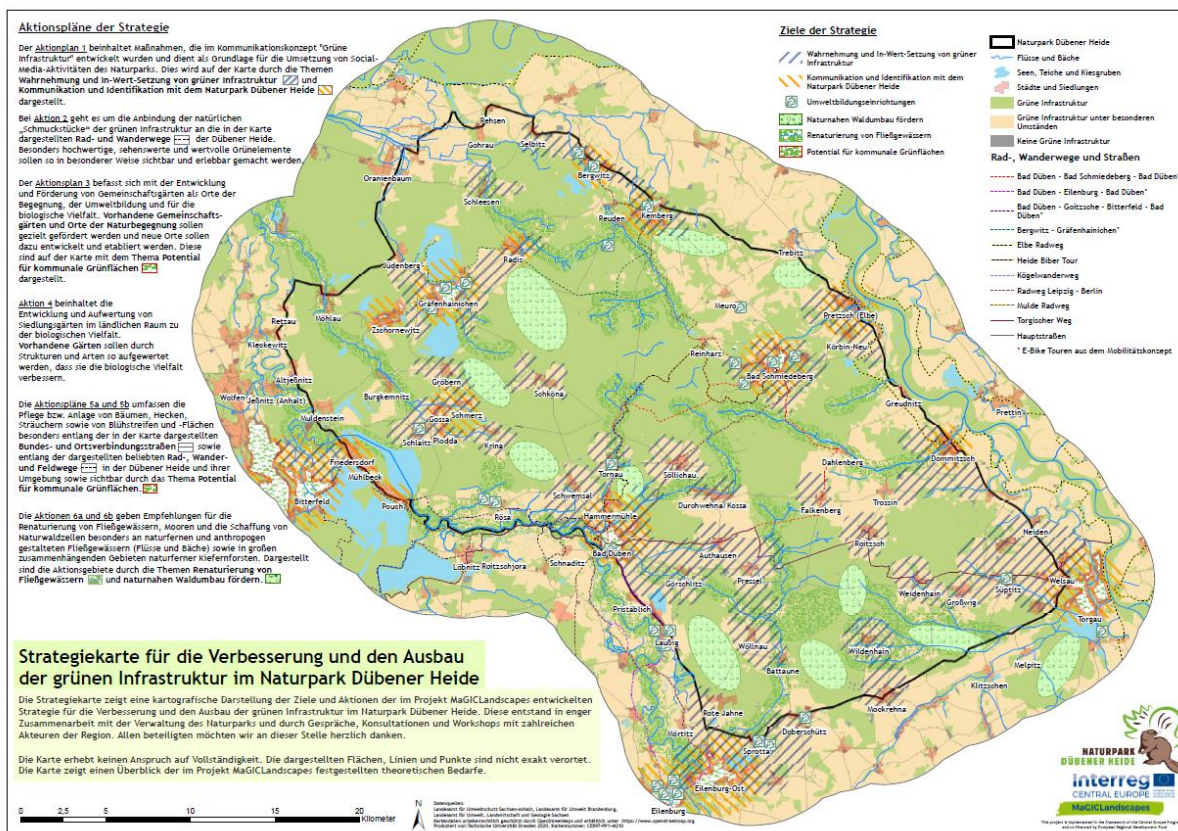 Aktionspläne der Strategie
Der Aktionplan 1 beinhaltet Maßnahmen, die im Kommunikationskonzept "Grüne
Infrastruktur" entwickelt wurden und dient als Grundlage für die Umsetzung von Social-
Media-Aktivitäten des Naturparks. Dies wird auf der Karte durch die Themen
Wahrnehmung und In-Wert-Setzung von grüner Infrastruktur und
Kommunikation und Identifikation mit dem Naturpark Dübener Heide
dargestellt.
Bei Aktion 2 geht es um die Anbindung der natürlichen
„Schmuckstücke" der grünen Infrastruktur an die in der Karte
dargestellten Rad- und Wanderwege der Dübener Heide.
Besonders hochwertige, sehenswerte und wertvolle Grünelemente
sollen so in besonderer Weise sichtbar und erlebbar gemacht werden.
Der Aktionsplan 3 befasst sich mit der Entwicklung
und Förderung von Gemeinschaftsgärten als Orte der
Begegnung, der Umweltbildung und für die
biologische Vielfalt. Vorhandene Gemeinschafts-
gärten und Orte der Naturbegegnung sollen
gezielt gefördert werden und neue Orte sollen
dazu entwickelt und etabliert werden. Diese
sind auf der Karte mit dem Thema Potential
für kommunale Grünflächen
dargestellt.
Aktion 4 beinhaltet die
Entwicklung und Aufwertung von
Siedlungsgärten im ländlichen Raum zu
der biologischen Vielfalt.
Vorhandene Gärten sollen durch
Strukturen und Arten so aufgewertet
werden, dass sie die biologische Vielfalt
verbessern.
Die Aktionspläne 5a und 5b umfassen die
Pflege bzw. Anlage von Bäumen, Hecken,
Sträuchern sowie von Blühstreifen und -Flächen
besonders entlang der in der Karte dargestellten
Bundes- und Ortsverbindungsstraßen sowie
entlang der dargestellten beliebten Rad-, Wander-
und Feldwege in der Dübener Heide und ihrer
Umgebung sowie sichtbar durch das Thema Potential
für kommunale Grünflächen.
Die Aktionen 6a und 6b geben Empfehlungen für die
Renaturierung von Fließgewässern, Mooren und die Schaffung von
Naturwaldzellen besonders an naturfernen und anthropogen
gestalteten Fließgewässern (Flüsse und Bäche) sowie in großen
zusammenhängenden Gebieten naturferner Kiefernforsten. Dargestellt
sind die Aktionsgebiete durch die Themen Renaturierung von
Fließgewässern und naturnahen Waldumbau fördern.
Strategiekarte für die Verbesserung und den Ausbau
der grünen Infrastruktur im Naturpark Dübener Heide
Die Strategiekarte zeigt eine kartografische Darstellung der Ziele und Aktionen der im Projekt MaGICLandscapes entwickelten
Strategie für die Verbesserung und den Ausbau der grünen Infrastruktur im Naturpark Dübener Heide. Diese entstand in enger
Zusammenarbeit mit der Verwaltung des Naturparks und durch Gespräche, Konsultationen und Workshops mit zahlreichen
Akteuren der Region. Allen beteiligten möchten wir an dieser Stelle herzlich danken.
Die Karte erhebt keinen Anspruch auf Vollständigkeit. Die dargestellten Flächen, Linien und Punkte sind nicht exakt verortet.
Die Karte zeigt einen Überblick der im Projekt MaGICLandscapes festgestellten theoretischen Bedarfe.
0 2,5 5 10 15 20
Kilometer
N
Datenquellen:
Landesamt für Umweltschutz Sachsen-Anhalt, Landesamt für Umwelt Brandenburg,
Landesamt für Umwelt, Landwirtschaft und Geologie Sachsen
Ziele der Strategie
Wahrnehmung und In-Wert-Setzung von grüner
Infrastruktur
Kommunikation und Identifikation mit dem
Naturpark Dübener Heide
Umweltbildungseinrichtungen
Naturnahen Waldumbau fördern
Renaturierung von Fließgewässern
Potential für kommunale Grünflächen
Naturpark Dübener Heide
Flüsse und Bäche
Seen, Teiche und Kiesgruben
Städte und Siedlungen
Grüne Infrastruktur
Grüne Infrastruktur unter besonderen
Umständen
Keine Grüne Infrastruktur
Rad-, Wanderwege und Straßen
Bad Düben - Bad Schmiedeberg - Bad Düben*
Bad Düben - Eilenburg - Bad Düben*
Bad Düben - Goitzsche - Bitterfeld - Bad
Düben*
Bergwitz - Gräfenhainichen*
Elbe Radweg
Heide Biber Tour
Kögelwanderweg
Radweg Leipzig - Berlin
Mulde Radweg
Torgischer Weg
Hauptstraßen
* E-Bike Touren aus dem Mobilitätskonzept
Rehsen
Gohrau
Selbitz
Oranienbaum
Bergwitz
Schleesen
Reuden
Kemberg
Radis
Trebitz
Jüdenberg
Gräfenhainichen
Meuro
Pretzsch (Elbe)
Möhlau
Zschornewitz
Retzau
Kleckewitz
Reinharz
Körbin-Neu
Bad Schmiedeberg
Altjeßnitz
Gröbern
Schköna
Wolfen
Jeßnitz (Anhalt)
Burgkemnitz
Greudnitz
Prettin
Muldenstein
Gossa
Schmerz
Schlaitz
Plodda
Krina
Friedersdorf
Mühlbeck
Dommitzsch
Dahlenberg
Tornau
Söllichau
Bitterfeld
Pouch
Schwemsal
Durchwehna/Kossa
Trossin
Falkenberg
Rösa
Hammermühle
Neiden
Roitzsch
Bad Düben
Authausen
Löbnitz
Roitzschjora
Schnaditz
Görschlitz
Pressel
Welsau
Weidenhain
Großwig
Süptitz
Torgau
Pristäblich
Laußig
Wöllnau
Wildenhain
Battaune
Melpitz
Klitzschen
Rote Jahne
Mockrehna
Mörtitz
Doberschütz
Sprotta
Eilenburg-Ost
Eilenburg
NATURPARK
DÜBENER HEIDE
Interreg
CENTRAL EUROPE
MaGICLandscapes